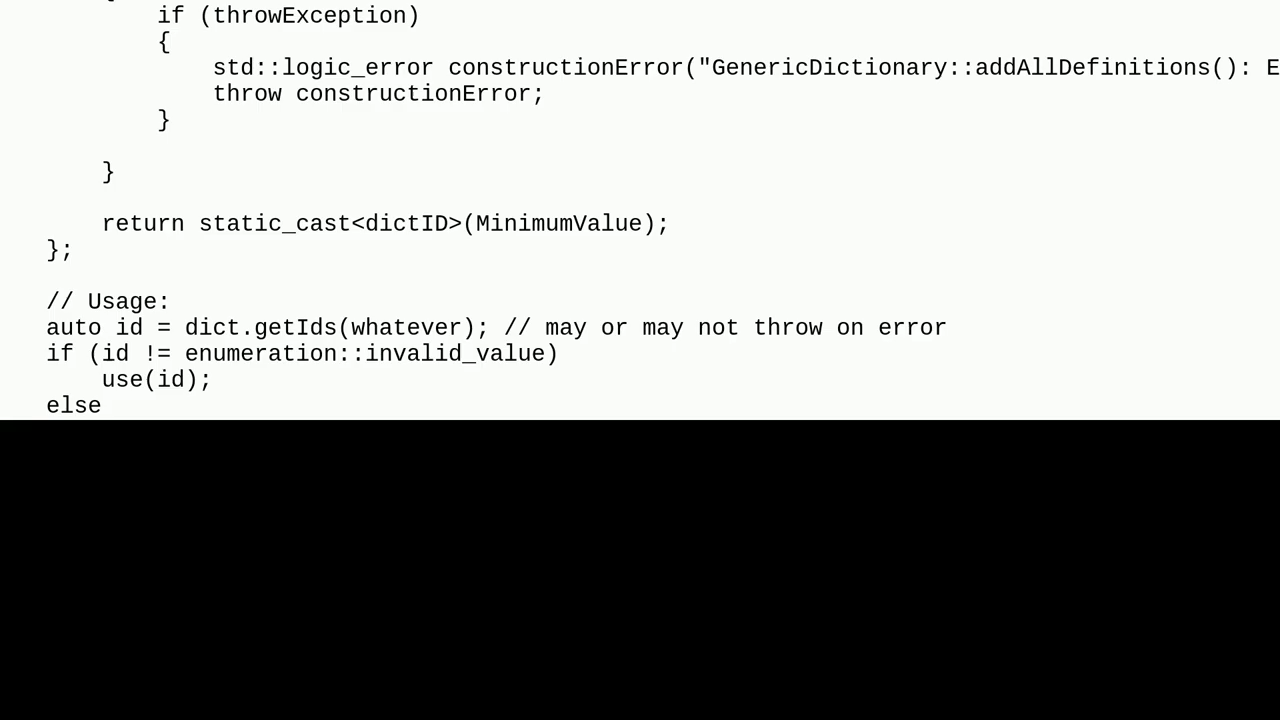 if (throwException)
{
std::logic_error constructionError("GenericDictionary::addAllDefinitions(): E
throw constructionError;
}
}
return static_cast<dictID>(MinimumValue);
};
// Usage:
auto id = dict.getIds(whatever); // may or may not throw on error
if (id != enumeration::invalid_value)
use(id);
else